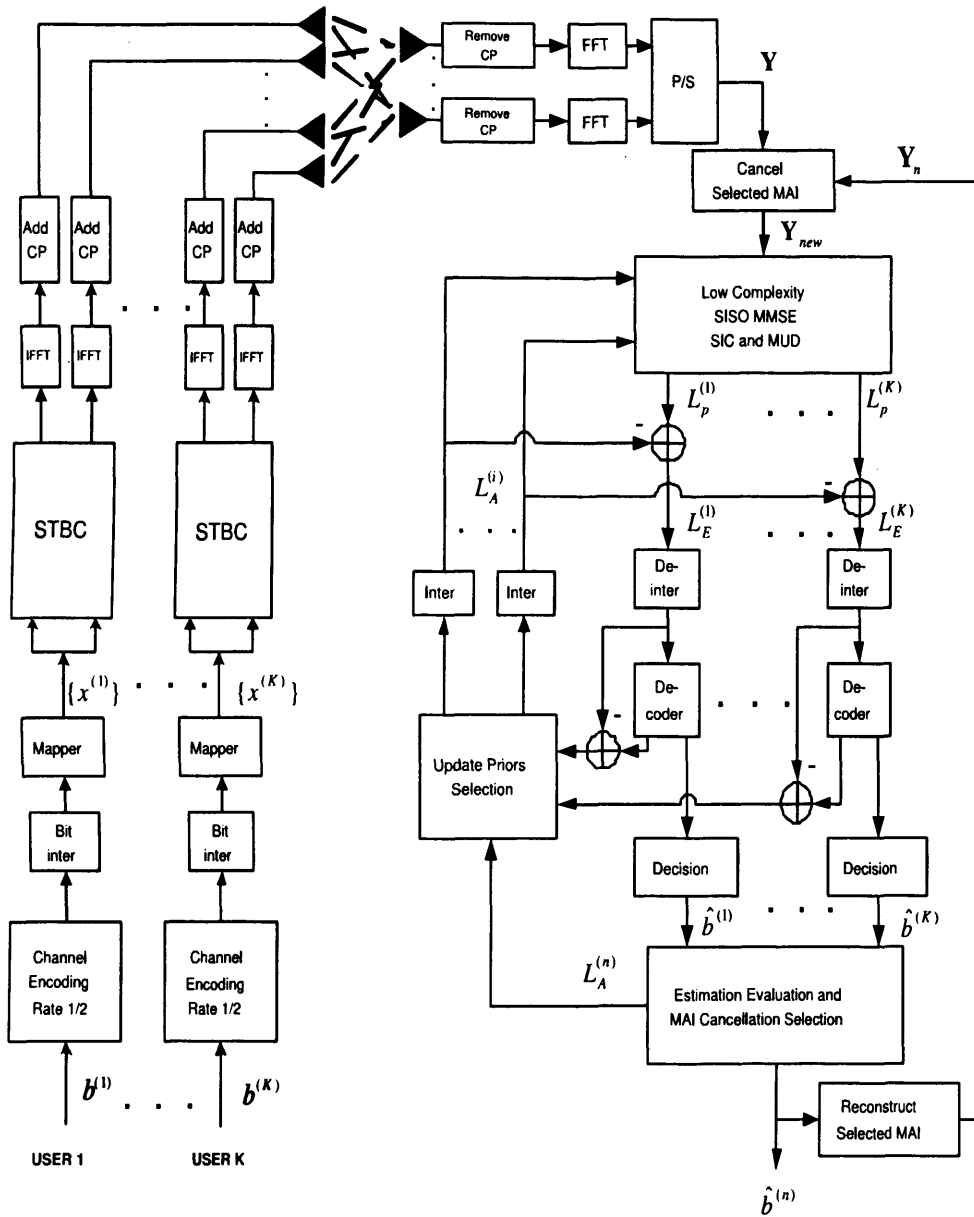 Remove
CP
FFT
P/S
Y
Remove
CP
FFT
Cancel
Selected MAI
Y_n
Y_{new}
Add
CP
Add
CP
Add
CP
Add
CP
Low Complexity
SISO MMSE
SIC and MUD
IFFT
IFFT
IFFT
IFFT
L_p^{(1)}
L_p^{(K)}
-
-
STBC
STBC
L_A^{(i)}
L_E^{(1)}
L_E^{(K)}
Inter
Inter
De-
inter
De-
inter
{x^{(1)}}
{x^{(K)}}
De-
coder
De-
coder
-
-
Mapper
Mapper
Update Priors
Selection
Bit
inter
Bit
inter
Decision
Decision
b̂^{(1)}
b̂^{(K)}
Channel
Encoding
Rate 1/2
Channel
Encoding
Rate 1/2
L_A^{(n)}
Estimation Evaluation and
MAI Cancellation Selection
b^{(1)}
b^{(K)}
Reconstruct
Selected MAI
USER 1
USER K
b̂^{(n)}